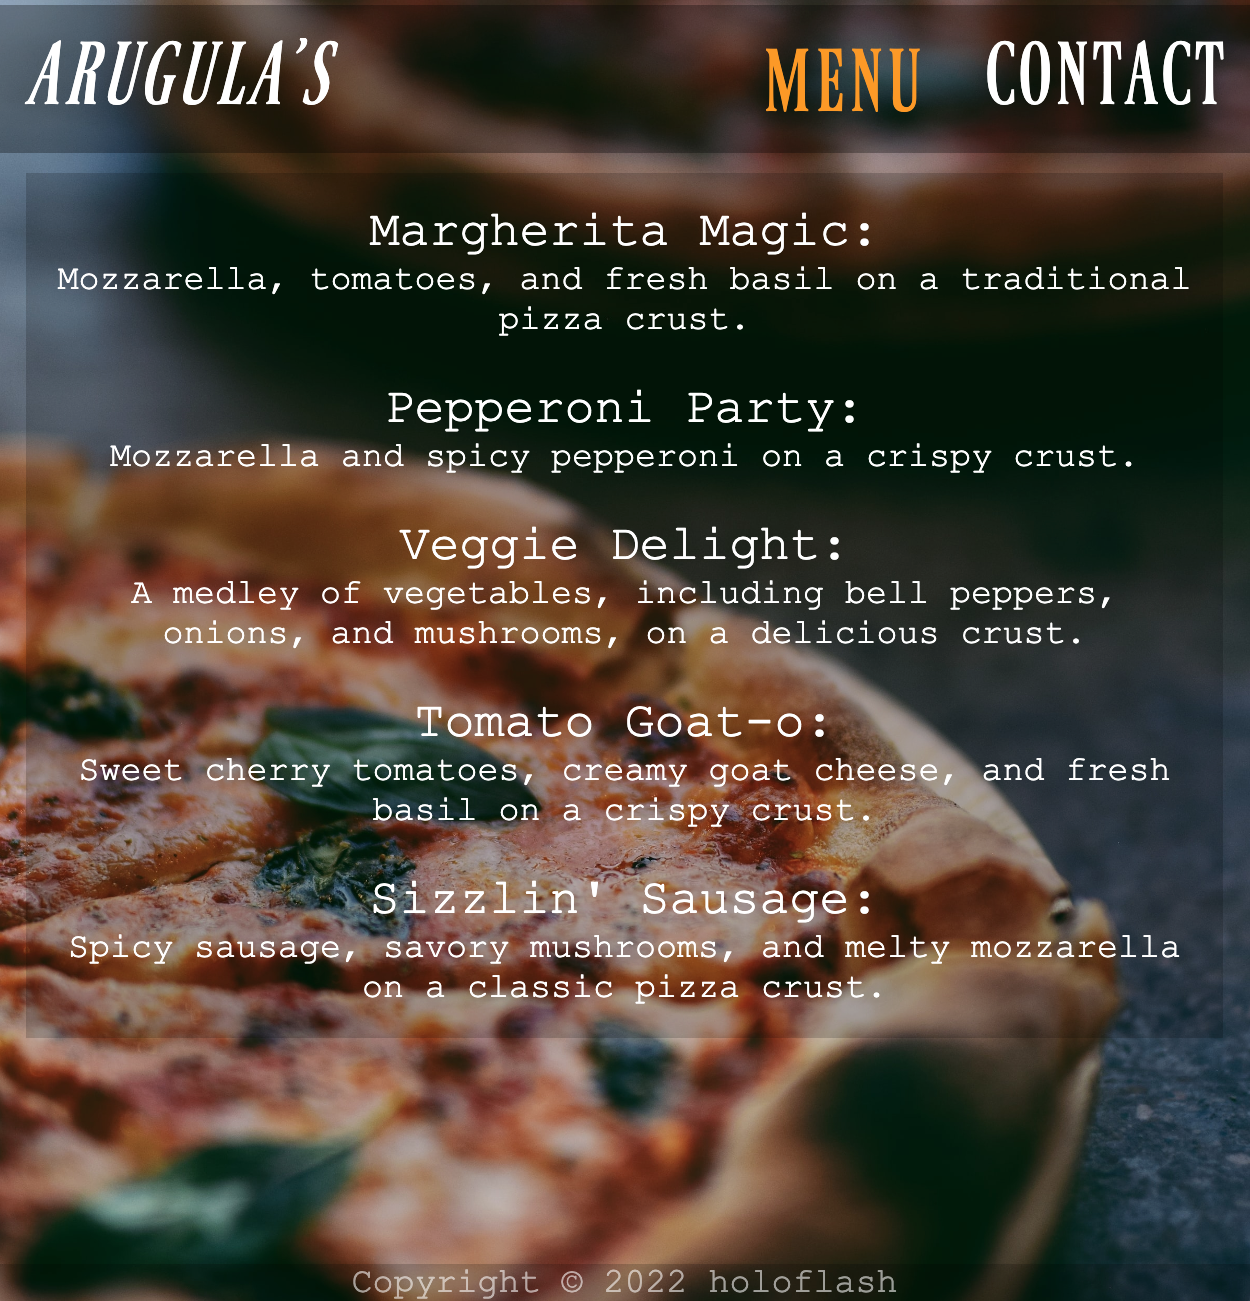 ARUGULA'S
MENU CONTACT
Margherita Magic:
Mozzarella, tomatoes, and fresh basil on a traditional
pizza crust.
Pepperoni Party:
Mozzarella and spicy pepperoni on a crispy crust.
Veggie Delight:
A medley of vegetables, including bell peppers,
onions, and mushrooms, on a delicious crust.
Tomato Goat-o:
Sweet cherry tomatoes, creamy goat cheese, and fresh
basil on a crispy crust.
Sizzlin' Sausage:
Spicy sausage, savory mushrooms, and melty mozzarella
on a classic pizza crust.
Copyright © 2022 holoflash